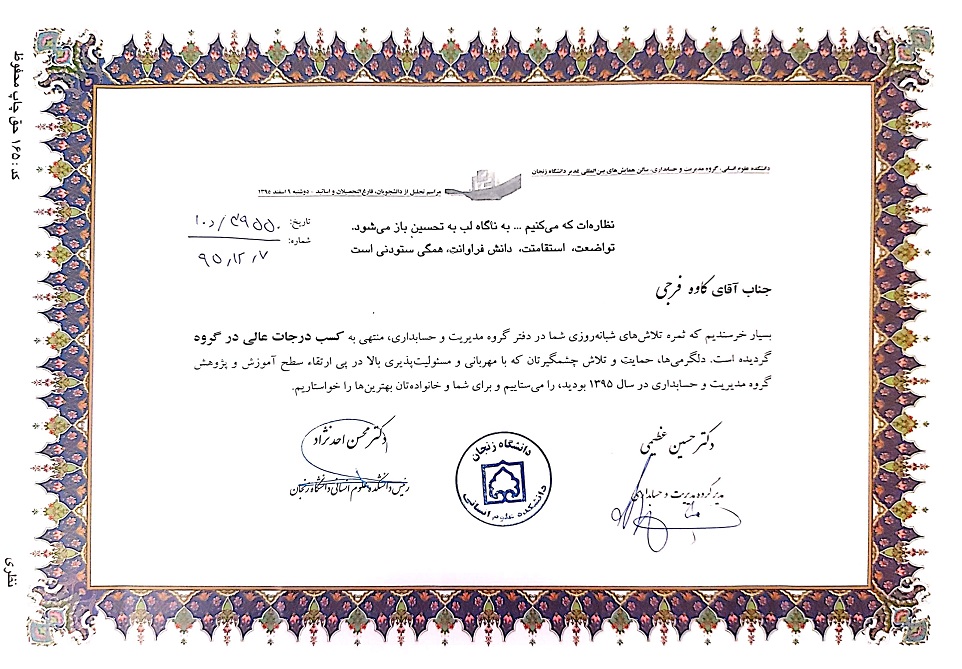 دانشکده علوم انسانی، گروه مدیریت و حسابداری، سالن همایش‌های بین‌المللی غدیر دانشگاه زنجان
مراسم تجلیل از دانشجویان، فارغ‌التحصیلان و اساتید - دوشنبه ۹ اسفند ۱۳۹۵
نظاره‌ات که می‌کنیم ... به ناگاه لب به تحسین باز می‌شود.
تواضعت، استقامتت، دانش فراوانت، همگی ستودنی است
تاریخ:
شماره:
۹۵,۱۲,۷
جناب آقای کاوه فرجی
بسیار خرسندیم که ثمره تلاش‌های شبانه‌روزی شما در دفتر گروه مدیریت و حسابداری، منتهی به کسب درجات عالی در گروه
گردیده است. دلگرمی‌ها، حمایت و تلاش چشمگیرتان که با مهربانی و مسئولیت‌پذیری بالا در پی ارتقاء سطح آموزش و پژوهش
گروه مدیریت و حسابداری در سال ۱۳۹۵ بودید، را می‌ستاییم و برای شما و خانواده‌تان بهترین‌ها را خواستاریم.
دکتر حسین عظیمی
مدیر گروه مدیریت و حسابداری
دکتر محسن احدنژاد
رئیس دانشکده علوم انسانی دانشگاه زنجان
دانشگاه زنجان
دانشکده علوم انسانی
کد: ۱۶۵ حق چاپ محفوظ
نظری